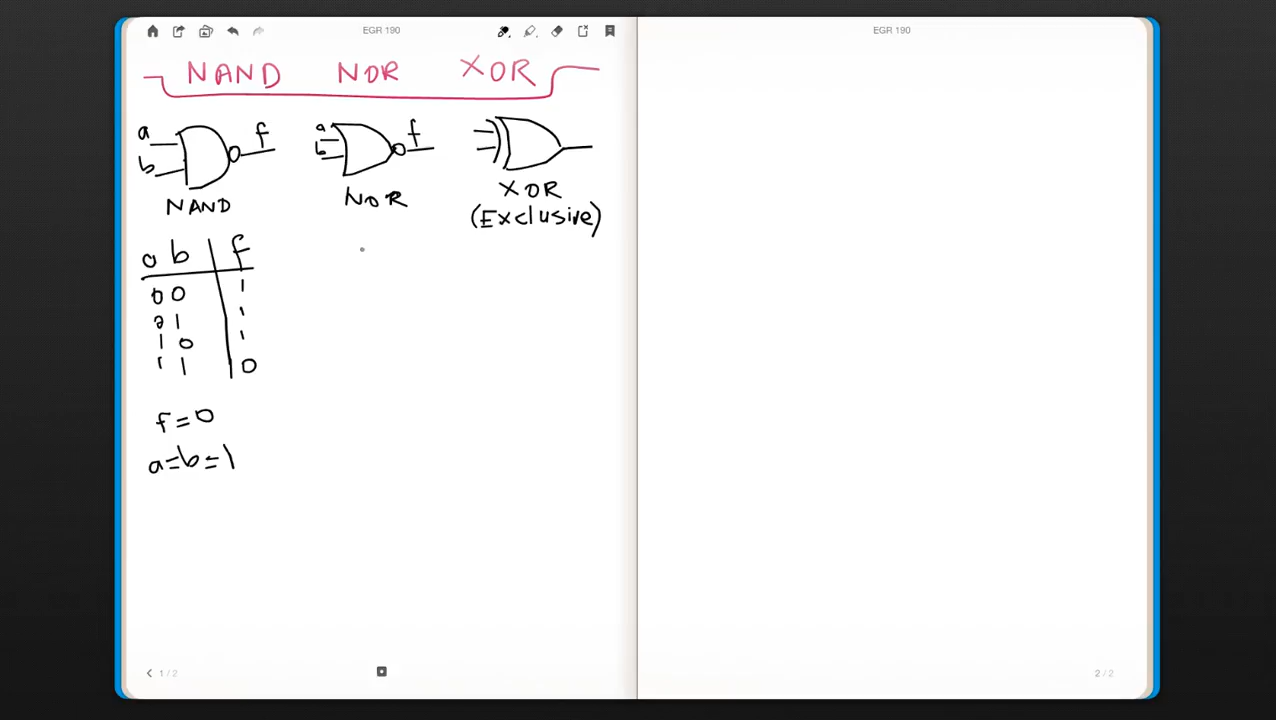 EGR 190
EGR 190
NAND NOR XOR
a
b
f
a
b
f
NAND
NOR
XOR
(Exclusive)
a b f
0 0 1
0 1 1
1 0 1
1 1 0
f=0
a=b=1
1 / 2
2 / 2